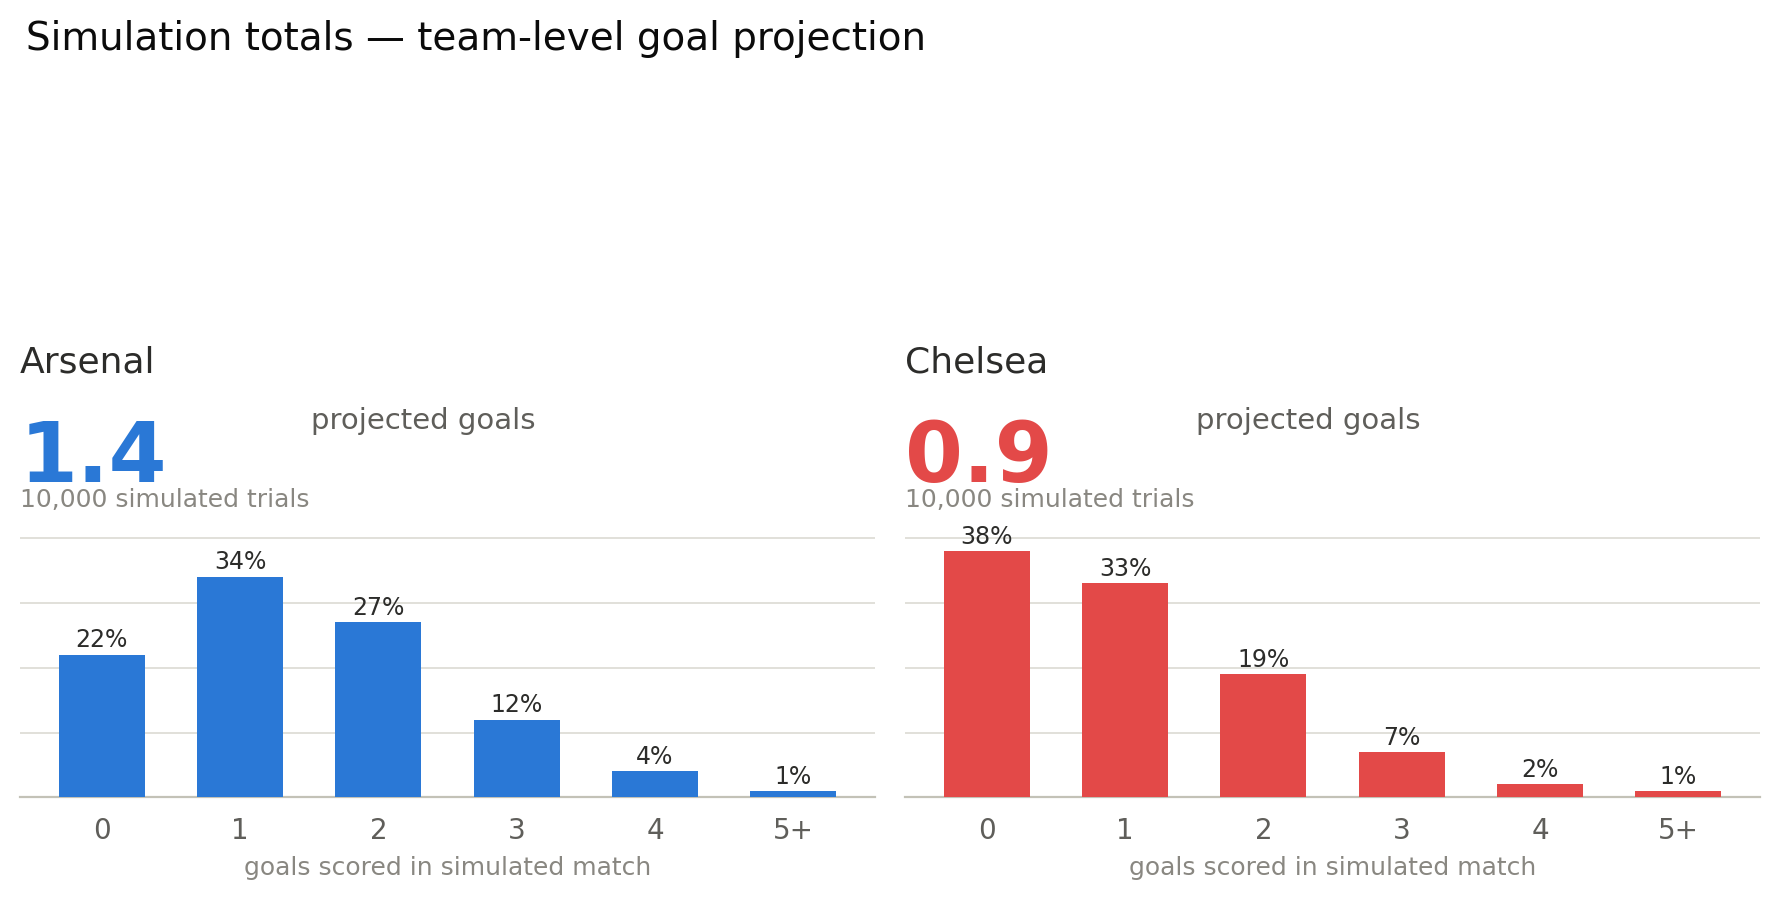 Simulation totals — team-level goal projection
Arsenal
1.4 projected goals
10,000 simulated trials
22% 34% 27% 12% 4% 1%
0 1 2 3 4 5+
goals scored in simulated match
Chelsea
0.9 projected goals
10,000 simulated trials
38% 33% 19% 7% 2% 1%
0 1 2 3 4 5+
goals scored in simulated match